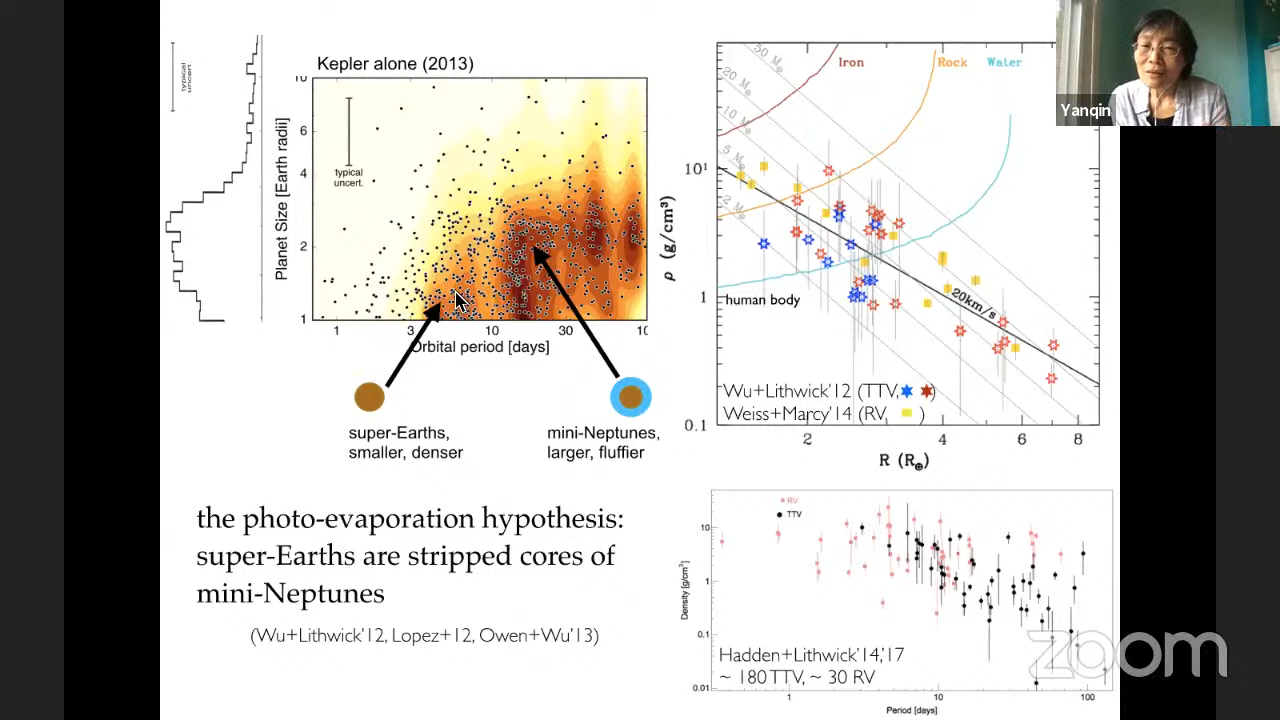 typical
uncert.
Kepler alone (2013)
Planet Size [Earth radii]
6
4
2
1
typical
uncert.
1
3
10
30
Orbital period [days]
super-Earths,
smaller, denser
mini-Neptunes,
larger, fluffier
the photo-evaporation hypothesis:
super-Earths are stripped cores of
mini-Neptunes
(Wu+Lithwick'12, Lopez+12, Owen+Wu'13)
50 M⊕
20 M⊕
10 M⊕
5 M⊕
2 M⊕
Iron
Rock
Water
10¹
1
0.1
ρ (g/cm³)
human body
20km/s
Wu+Lithwick'12 (TTV, )
Weiss+Marcy'14 (RV, )
2
4
6
8
R (R⊕)
RV
TTV
10
1
0.1
0.01
Density [g/cm³]
Hadden+Lithwick'14,'17
~ 180 TTV, ~ 30 RV
1
10
100
Period [days]
Yanqin
zoom